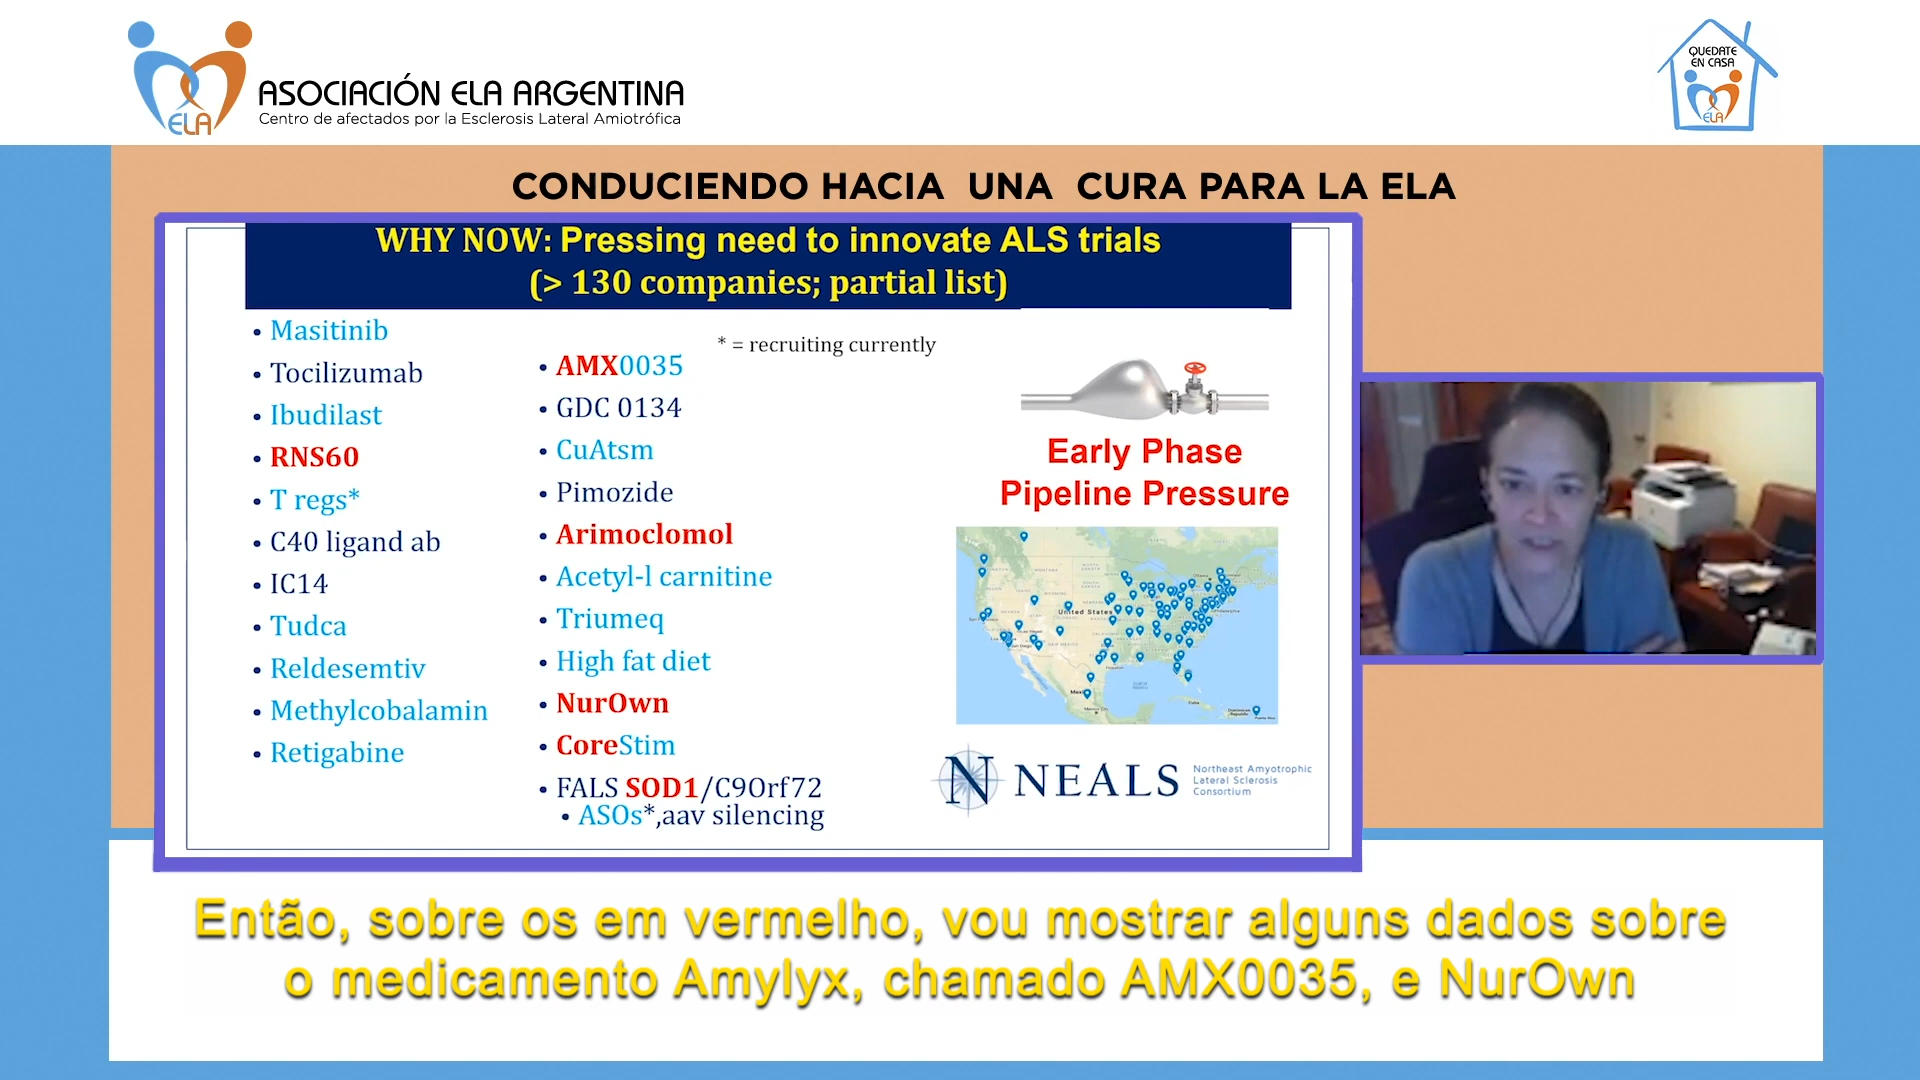 ELA
ASOCIACIÓN ELA ARGENTINA
Centro de afectados por la Esclerosis Lateral Amiotrófica
QUEDATE
EN CASA
ELA
CONDUCIENDO HACIA UNA CURA PARA LA ELA
WHY NOW: Pressing need to innovate ALS trials
(> 130 companies; partial list)
• Masitinib
• Tocilizumab
• Ibudilast
• RNS60
• T regs*
• C40 ligand ab
• IC14
• Tudca
• Reldesemtiv
• Methylcobalamin
• Retigabine
* = recruiting currently
• AMX0035
• GDC 0134
• CuAtsm
• Pimozide
• Arimoclomol
• Acetyl-l carnitine
• Triumeq
• High fat diet
• NurOwn
• CoreStim
• FALS SOD1/C9Orf72
• ASOs*,aav silencing
Early Phase
Pipeline Pressure
United States
N NEALS
Northeast Amyotrophic
Lateral Sclerosis
Consortium
Então, sobre os em vermelho, vou mostrar alguns dados sobre
o medicamento Amylyx, chamado AMX0035, e NurOwn